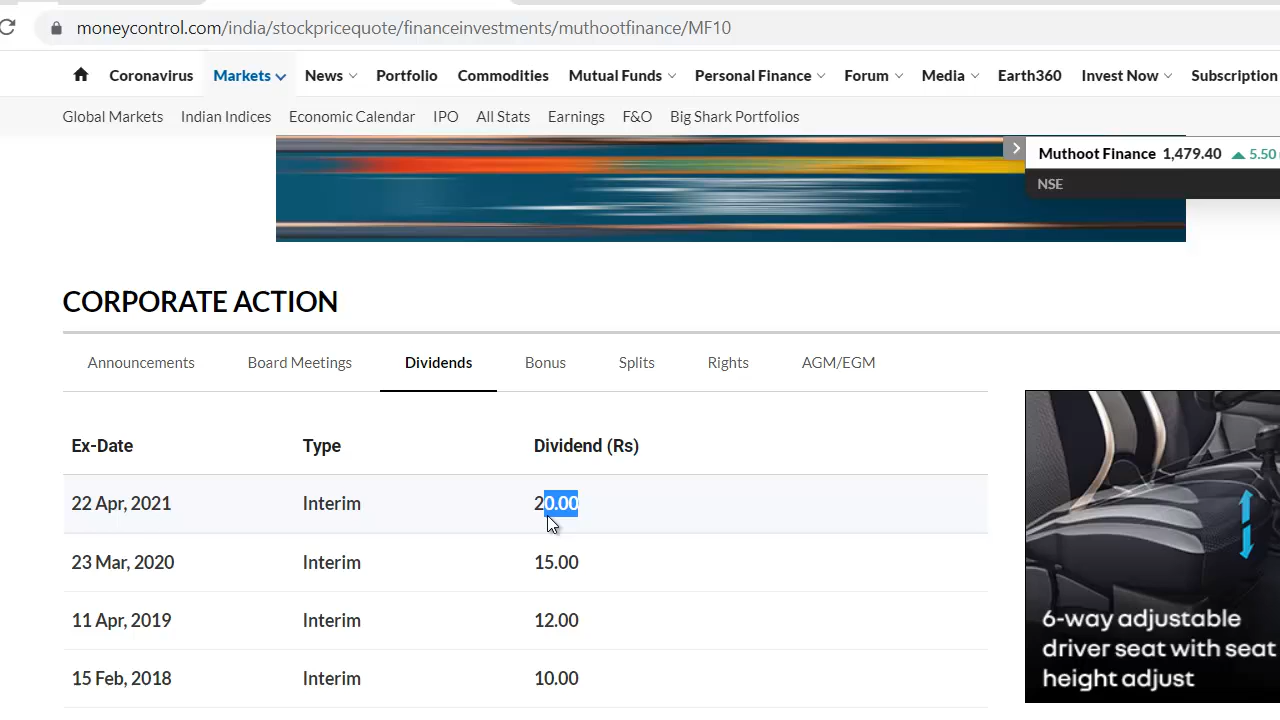 moneycontrol.com/india/stockpricequote/financeinvestments/muthootfinance/MF10
Coronavirus Markets News Portfolio Commodities Mutual Funds Personal Finance Forum Media Earth360 Invest Now Subscription
Global Markets Indian Indices Economic Calendar IPO All Stats Earnings F&O Big Shark Portfolios
Muthoot Finance 1,479.40 5.50
NSE
CORPORATE ACTION
Announcements Board Meetings Dividends Bonus Splits Rights AGM/EGM
Ex-Date Type Dividend (Rs)
22 Apr, 2021 Interim 20.00
23 Mar, 2020 Interim 15.00
11 Apr, 2019 Interim 12.00
15 Feb, 2018 Interim 10.00
6-way adjustable
driver seat with seat
height adjust